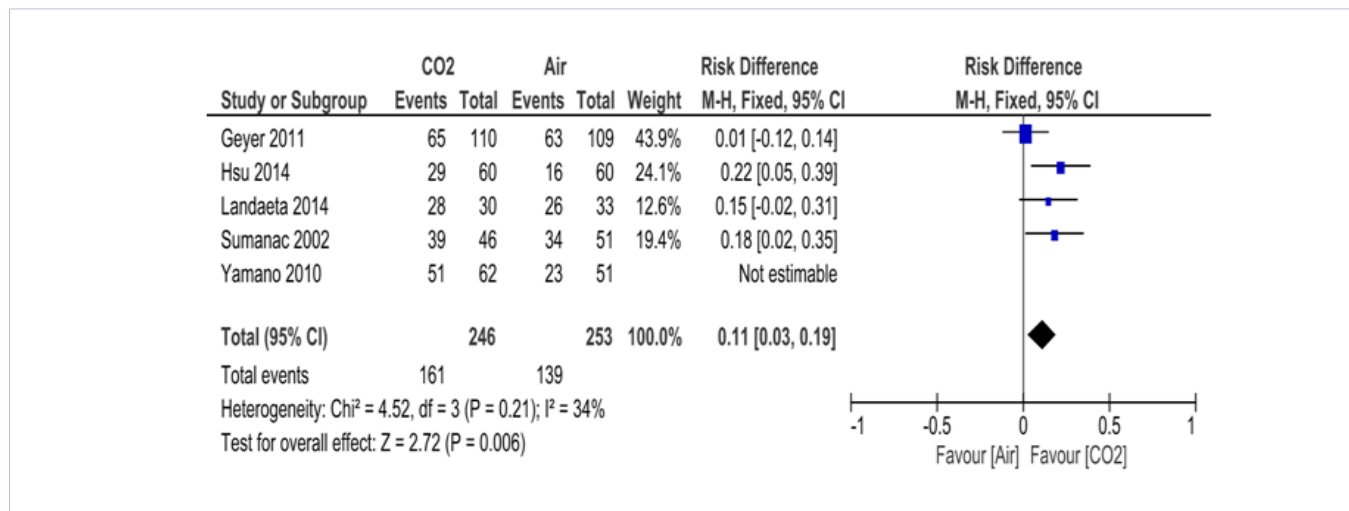 CO2 Air Risk Difference Risk Difference
Study or Subgroup Events Total Events Total Weight M-H, Fixed, 95% CI M-H, Fixed, 95% CI
Geyer 2011 65 110 63 109 43.9% 0.01 [-0.12, 0.14]
Hsu 2014 29 60 16 60 24.1% 0.22 [0.05, 0.39]
Landaeta 2014 28 30 26 33 12.6% 0.15 [-0.02, 0.31]
Sumanac 2002 39 46 34 51 19.4% 0.18 [0.02, 0.35]
Yamano 2010 51 62 23 51 Not estimable
Total (95% CI) 246 253 100.0% 0.11 [0.03, 0.19]
Total events 161 139
Heterogeneity: Chi² = 4.52, df = 3 (P = 0.21); I² = 34%
Test for overall effect: Z = 2.72 (P = 0.006)
-1 -0.5 0 0.5 1
Favour [Air] Favour [CO2]